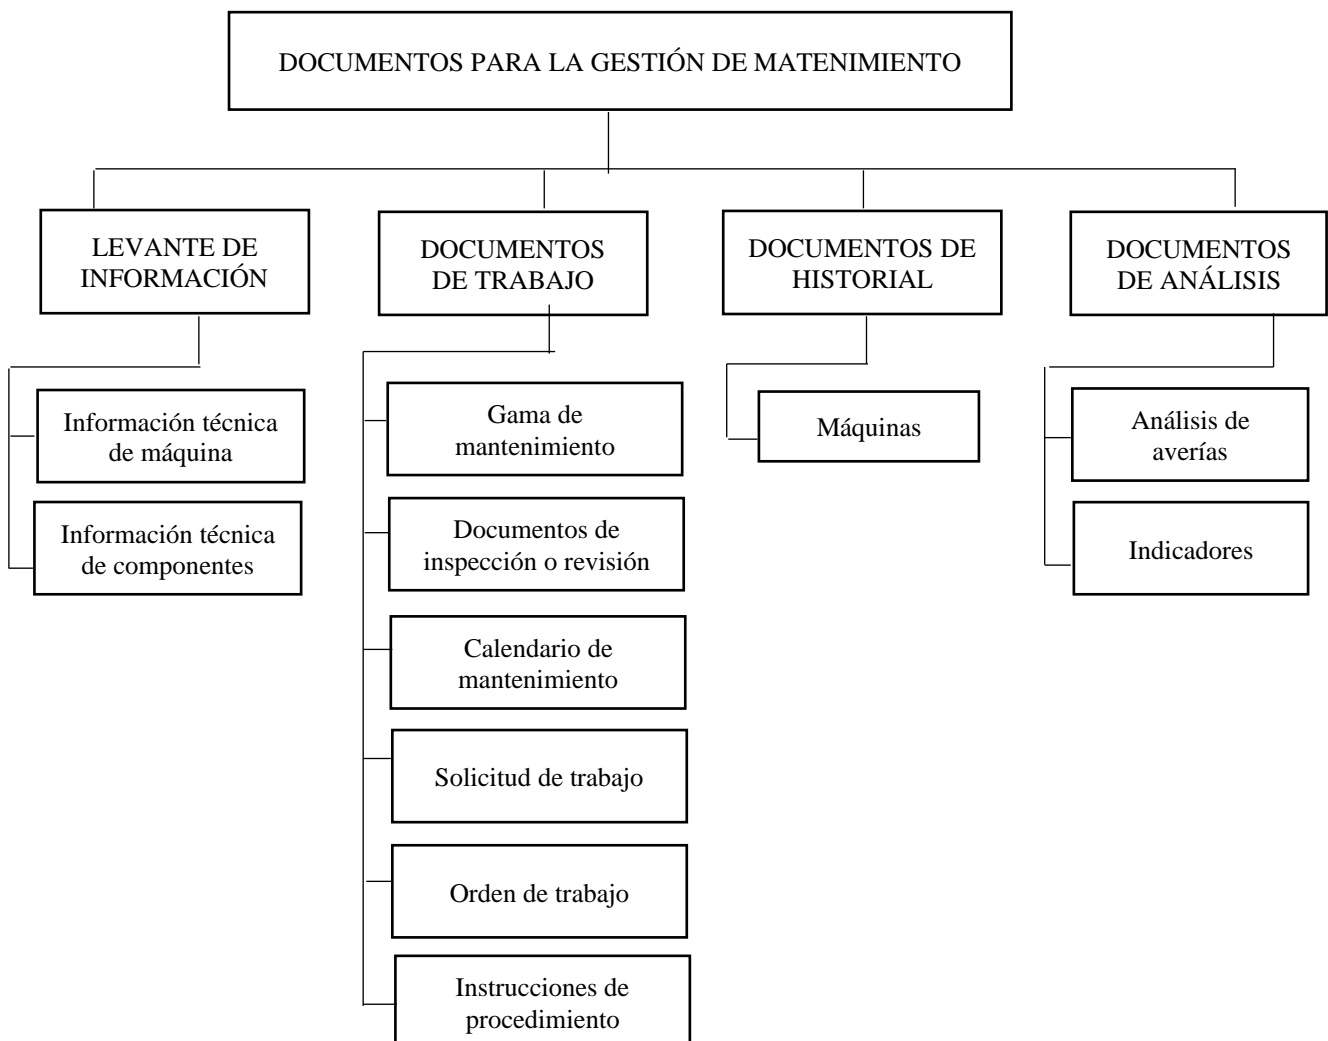 DOCUMENTOS PARA LA GESTIÓN DE MATENIMIENTO
LEVANTE DE
INFORMACIÓN
Información técnica
de máquina
Información técnica
de componentes
DOCUMENTOS
DE TRABAJO
Gama de
mantenimiento
Documentos de
inspección o revisión
Calendario de
mantenimiento
Solicitud de trabajo
Orden de trabajo
Instrucciones de
procedimiento
DOCUMENTOS DE
HISTORIAL
Máquinas
DOCUMENTOS
DE ANÁLISIS
Análisis de
averías
Indicadores